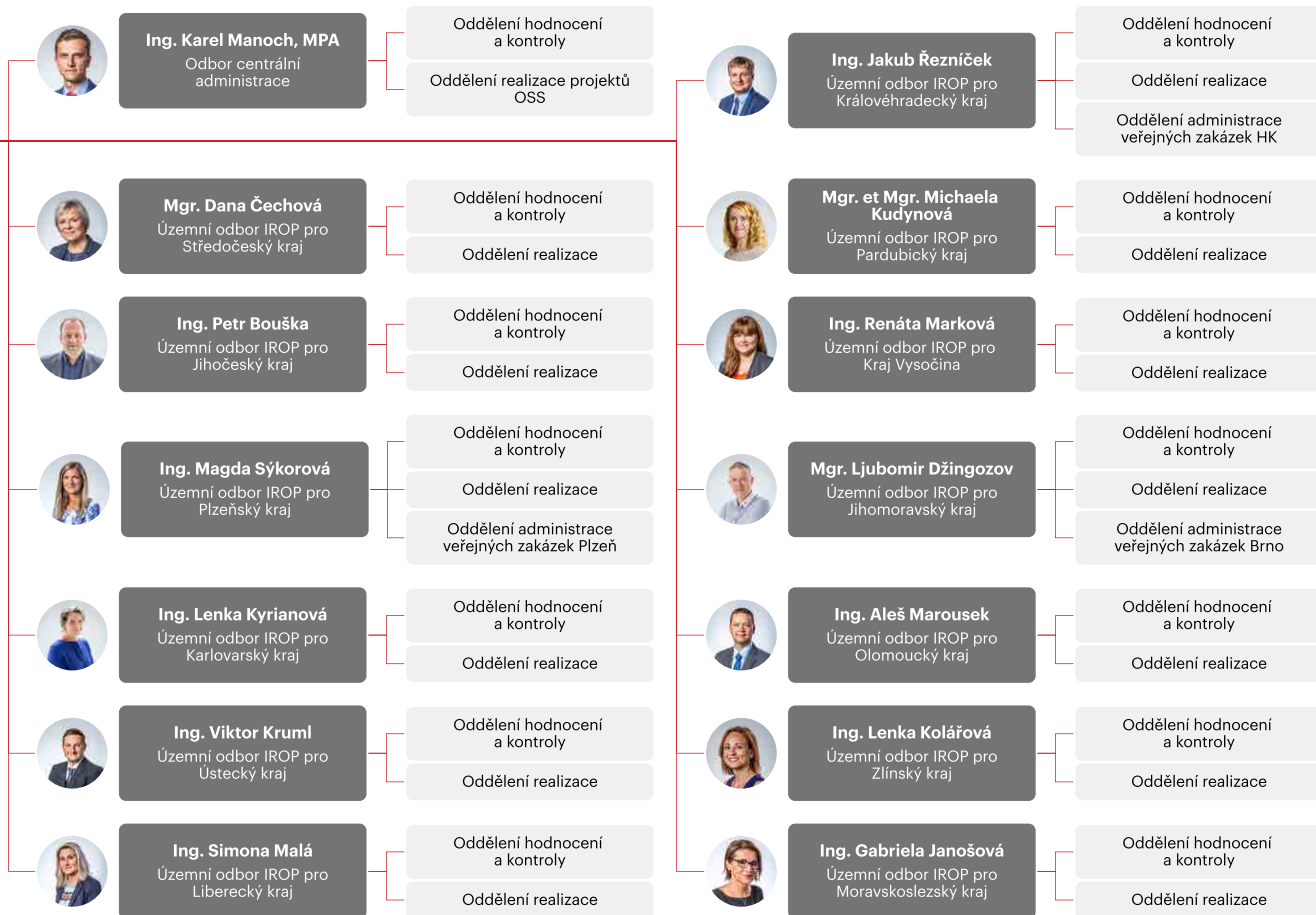 Ing. Karel Manoch, MPA
Odbor centrální
administrace
Oddělení hodnocení
a kontroly
Oddělení realizace projektů
OSS
Mgr. Dana Čechová
Územní odbor IROP pro
Středočeský kraj
Oddělení hodnocení
a kontroly
Oddělení realizace
Ing. Petr Bouška
Územní odbor IROP pro
Jihočeský kraj
Oddělení hodnocení
a kontroly
Oddělení realizace
Ing. Magda Sýkorová
Územní odbor IROP pro
Plzeňský kraj
Oddělení hodnocení
a kontroly
Oddělení realizace
Oddělení administrace
veřejných zakázek Plzeň
Ing. Lenka Kyrianová
Územní odbor IROP pro
Karlovarský kraj
Oddělení hodnocení
a kontroly
Oddělení realizace
Ing. Viktor Kruml
Územní odbor IROP pro
Ústecký kraj
Oddělení hodnocení
a kontroly
Oddělení realizace
Ing. Simona Malá
Územní odbor IROP pro
Liberecký kraj
Oddělení hodnocení
a kontroly
Oddělení realizace
Ing. Jakub Řezníček
Územní odbor IROP pro
Královéhradecký kraj
Oddělení hodnocení
a kontroly
Oddělení realizace
Oddělení administrace
veřejných zakázek HK
Mgr. et Mgr. Michaela
Kudynová
Územní odbor IROP pro
Pardubický kraj
Oddělení hodnocení
a kontroly
Oddělení realizace
Ing. Renáta Marková
Územní odbor IROP pro
Kraj Vysočina
Oddělení hodnocení
a kontroly
Oddělení realizace
Mgr. Ljubomir Džingozov
Územní odbor IROP pro
Jihomoravský kraj
Oddělení hodnocení
a kontroly
Oddělení realizace
Oddělení administrace
veřejných zakázek Brno
Ing. Aleš Marousek
Územní odbor IROP pro
Olomoucký kraj
Oddělení hodnocení
a kontroly
Oddělení realizace
Ing. Lenka Kolářová
Územní odbor IROP pro
Zlínský kraj
Oddělení hodnocení
a kontroly
Oddělení realizace
Ing. Gabriela Janošová
Územní odbor IROP pro
Moravskoslezský kraj
Oddělení hodnocení
a kontroly
Oddělení realizace